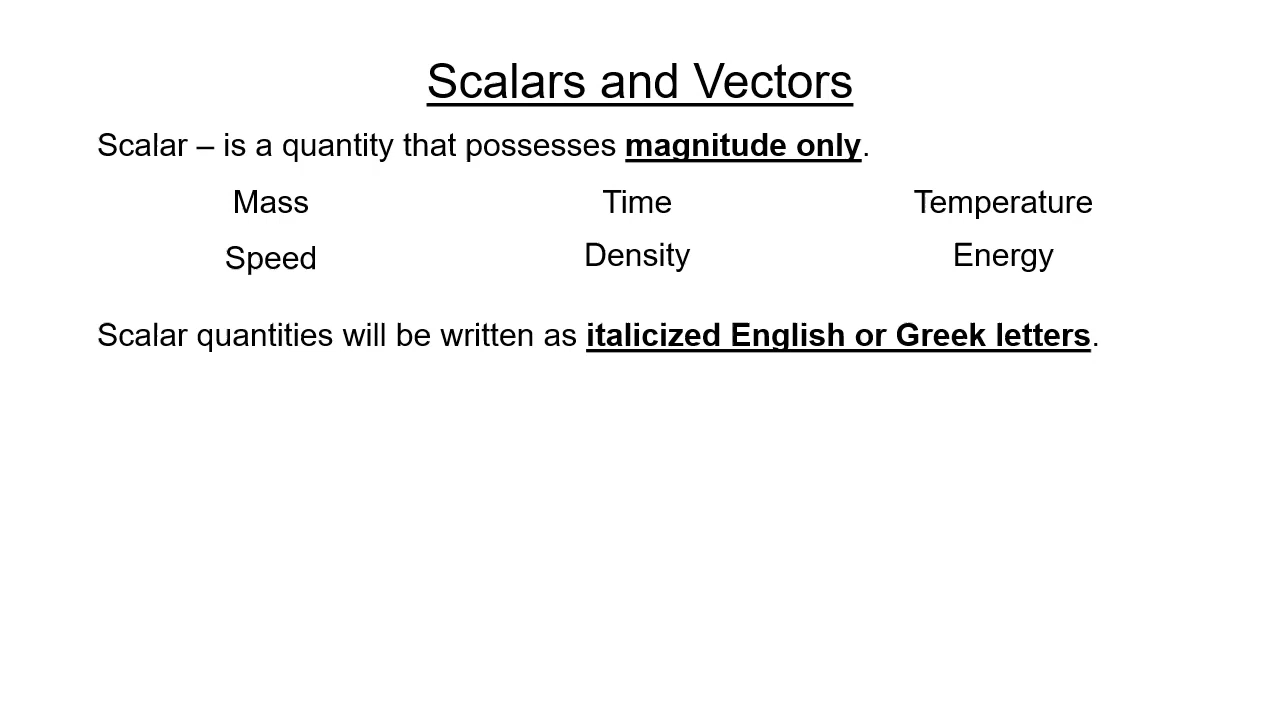 Scalars and Vectors
Scalar – is a quantity that possesses magnitude only.
Mass Time Temperature
Speed Density Energy
Scalar quantities will be written as italicized English or Greek letters.